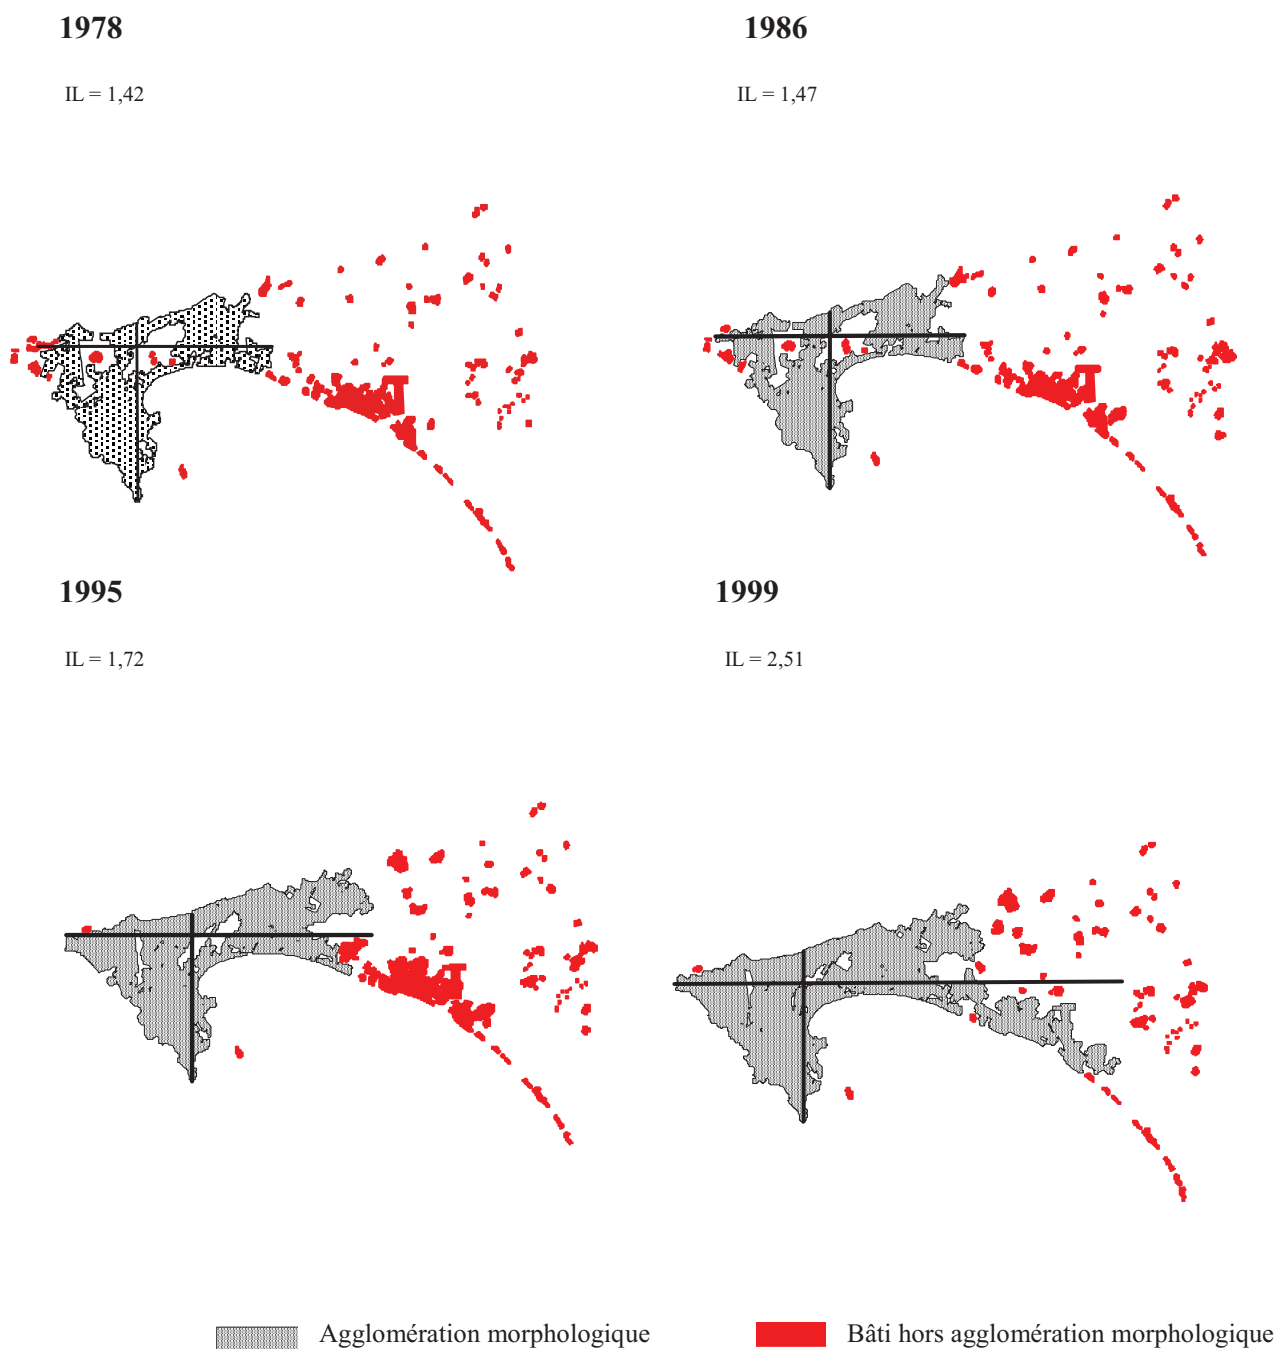 1978
1986
IL = 1,42
IL = 1,47
1995
1999
IL = 1,72
IL = 2,51
Agglomération morphologique
Bâti hors agglomération morphologique